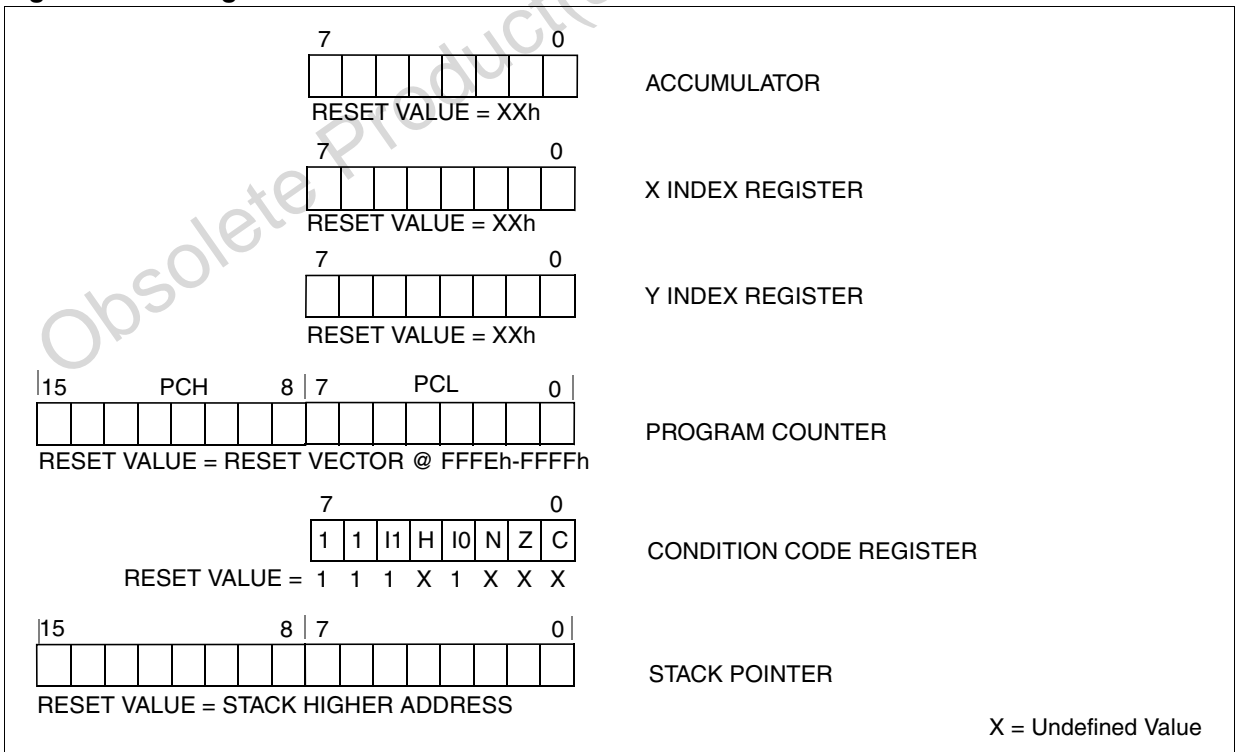 7 0
ACCUMULATOR
RESET VALUE = XXh
7 0
X INDEX REGISTER
RESET VALUE = XXh
7 0
Y INDEX REGISTER
RESET VALUE = XXh
15 PCH 8 7 PCL 0
PROGRAM COUNTER
RESET VALUE = RESET VECTOR @ FFFEh-FFFFh
7 0
1 1 I1 H I0 N Z C
CONDITION CODE REGISTER
RESET VALUE = 1 1 1 X 1 X X X
15 8 7 0
STACK POINTER
RESET VALUE = STACK HIGHER ADDRESS
X = Undefined Value
Obsolete Product(